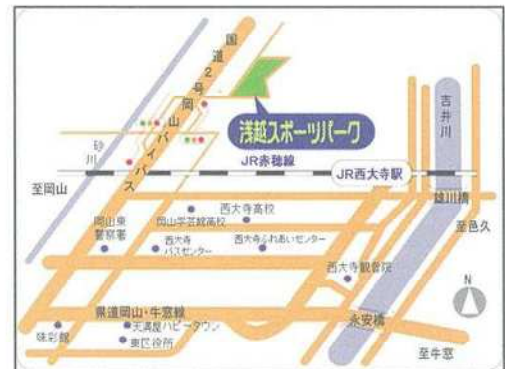 国道2号
岡山バイパス
浅越スポーツパーク
砂川
吉井川
JR赤穂線
JR西大寺駅
至岡山
雄川橋
西大寺高校
岡山学芸館高校
至邑久
岡山東
警察署
西大寺
バスセンター
西大寺ふれあいセンター
西大寺観音院
N
県道岡山・牛窓線
味彩館
天満屋ハピータウン
東区役所
永安橋
至牛窓